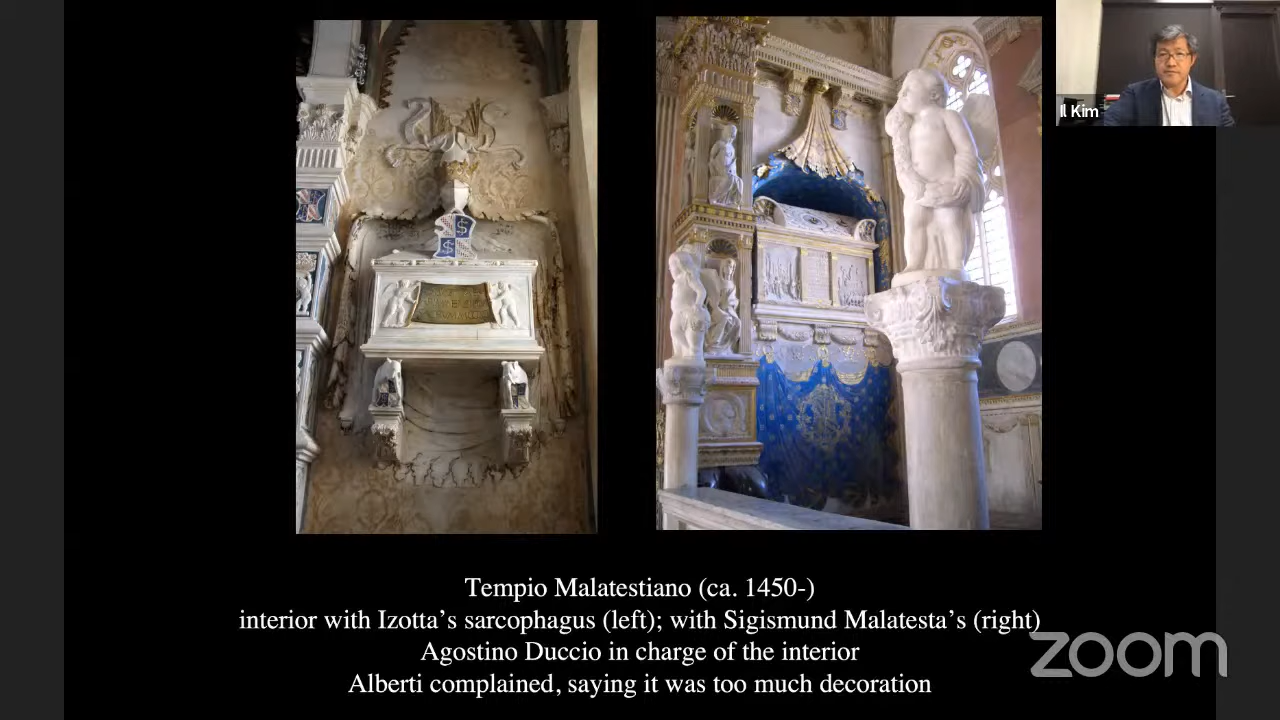 Il Kim
Tempio Malatestiano (ca. 1450-)
interior with Izotta's sarcophagus (left); with Sigismund Malatesta's (right)
Agostino Duccio in charge of the interior
Alberti complained, saying it was too much decoration
zoom